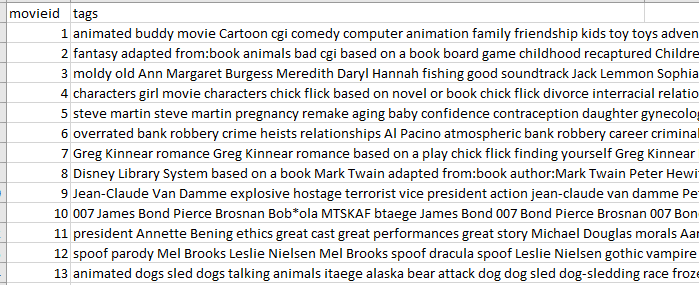 movieid tags
1 animated buddy movie Cartoon cgi comedy computer animation family friendship kids toy toys adven
2 fantasy adapted from:book animals bad cgi based on a book board game childhood recaptured Childre
3 moldy old Ann Margaret Burgess Meredith Daryl Hannah fishing good soundtrack Jack Lemmon Sophia
4 characters girl movie characters chick flick based on novel or book chick flick divorce interracial relatio
5 steve martin steve martin pregnancy remake aging baby confidence contraception daughter gynecolog
6 overrated bank robbery crime heists relationships Al Pacino atmospheric bank robbery career criminal
7 Greg Kinnear romance Greg Kinnear romance based on a play chick flick finding yourself Greg Kinnear
8 Disney Library System based on a book Mark Twain adapted from:book author:Mark Twain Peter Hewi
9 Jean-Claude Van Damme explosive hostage terrorist vice president action jean-claude van damme Pe
10 007 James Bond Pierce Brosnan Bob*ola MTSKAF btaege James Bond 007 Bond Pierce Brosnan 007 Bon
11 president Annette Bening ethics great cast great performances great story Michael Douglas morals Aar
12 spoof parody Mel Brooks Leslie Nielsen Mel Brooks spoof dracula spoof Leslie Nielsen gothic vampire
13 animated dogs sled dogs talking animals itaege alaska bear attack dog dog sled dog-sledding race froze